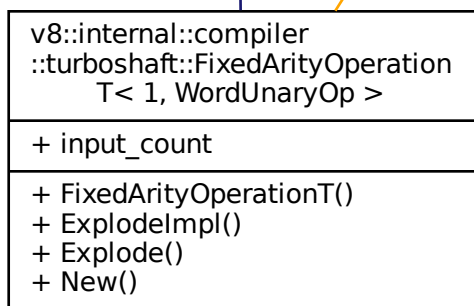 v8::internal::compiler
::turboshaft::FixedArityOperation
T< 1, WordUnaryOp >
+ input_count
+ FixedArityOperationT()
+ ExplodeImpl()
+ Explode()
+ New()